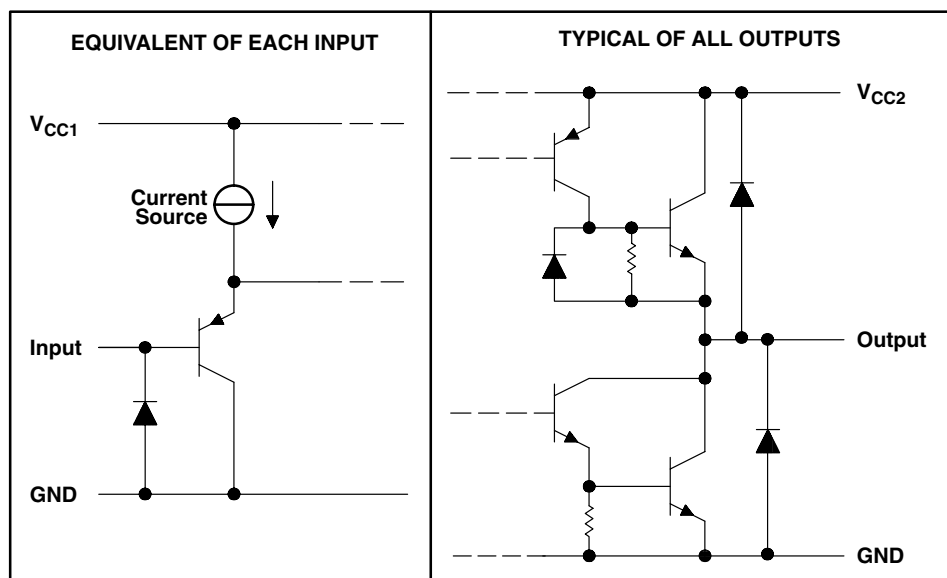 EQUIVALENT OF EACH INPUT
VCC1
Current
Source
Input
GND
TYPICAL OF ALL OUTPUTS
VCC2
Output
GND